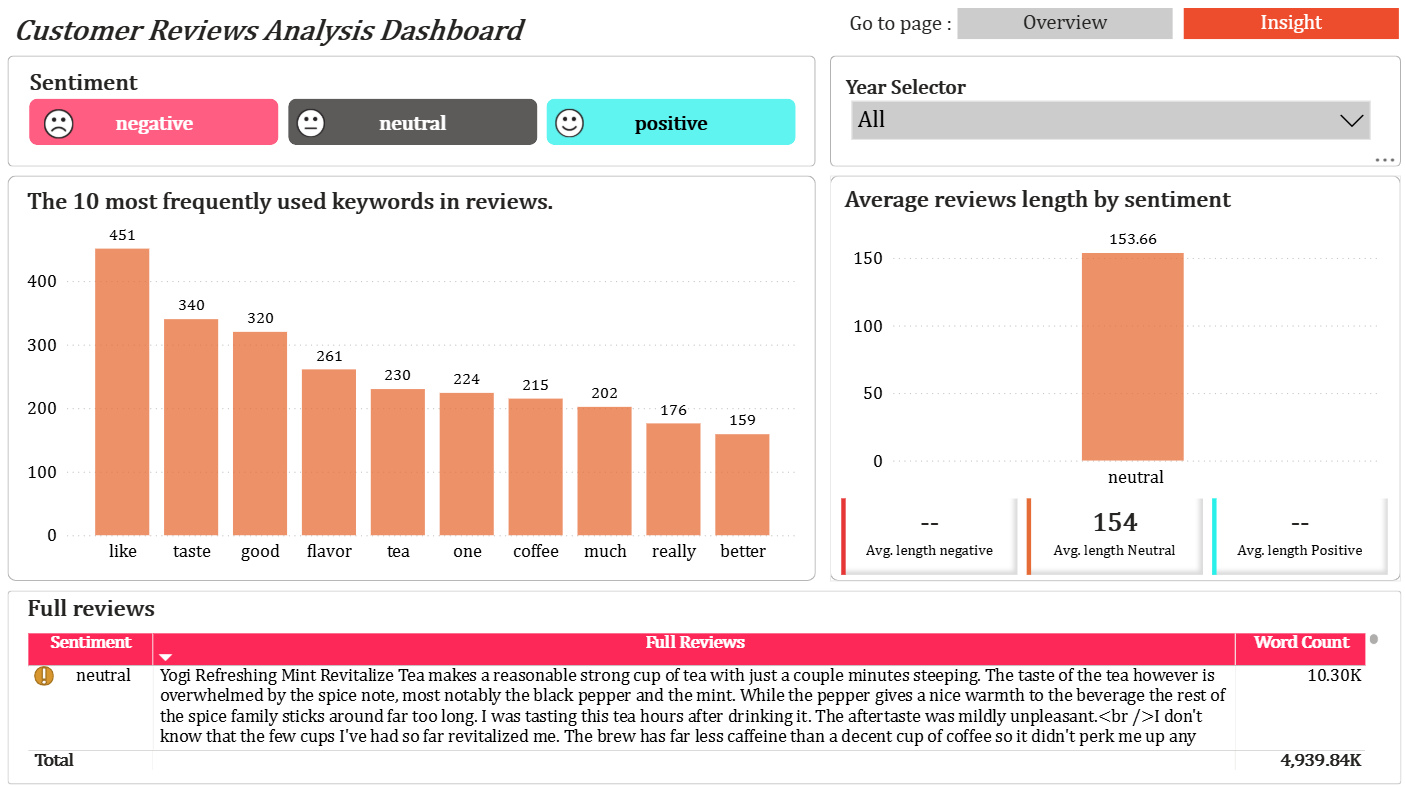 Customer Reviews Analysis Dashboard
Go to page :
Overview
Insight
Sentiment
negative
neutral
positive
Year Selector
All
...
The 10 most frequently used keywords in reviews.
451
340
320
261
230
224
215
202
176
159
400
300
200
100
0
like
taste
good
flavor
tea
one
coffee
much
really
better
Average reviews length by sentiment
153.66
150
100
50
0
neutral
--
Avg. length negative
154
Avg. length Neutral
--
Avg. length Positive
Full reviews
Sentiment
Full Reviews
Word Count
neutral
Yogi Refreshing Mint Revitalize Tea makes a reasonable strong cup of tea with just a couple minutes steeping. The taste of the tea however is
overwhelmed by the spice note, most notably the black pepper and the mint. While the pepper gives a nice warmth to the beverage the rest of
the spice family sticks around far too long. I was tasting this tea hours after drinking it. The aftertaste was mildly unpleasant.<br />I don't
know that the few cups I've had so far revitalized me. The brew has far less caffeine than a decent cup of coffee so it didn't perk me up any
10.30K
Total
4,939.84K